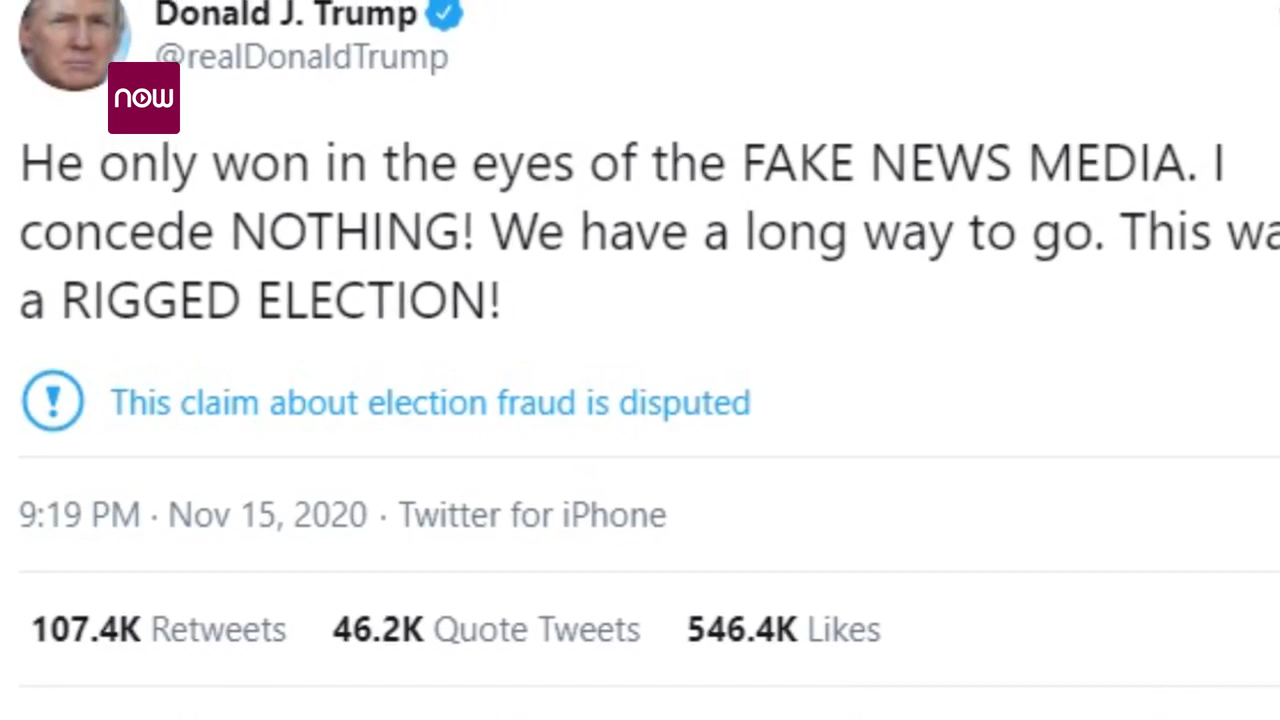 Donald J. Trump
@realDonaldTrump
now
He only won in the eyes of the FAKE NEWS MEDIA. I
concede NOTHING! We have a long way to go. This wa
a RIGGED ELECTION!
This claim about election fraud is disputed
9:19 PM · Nov 15, 2020 · Twitter for iPhone
107.4K Retweets 46.2K Quote Tweets 546.4K Likes